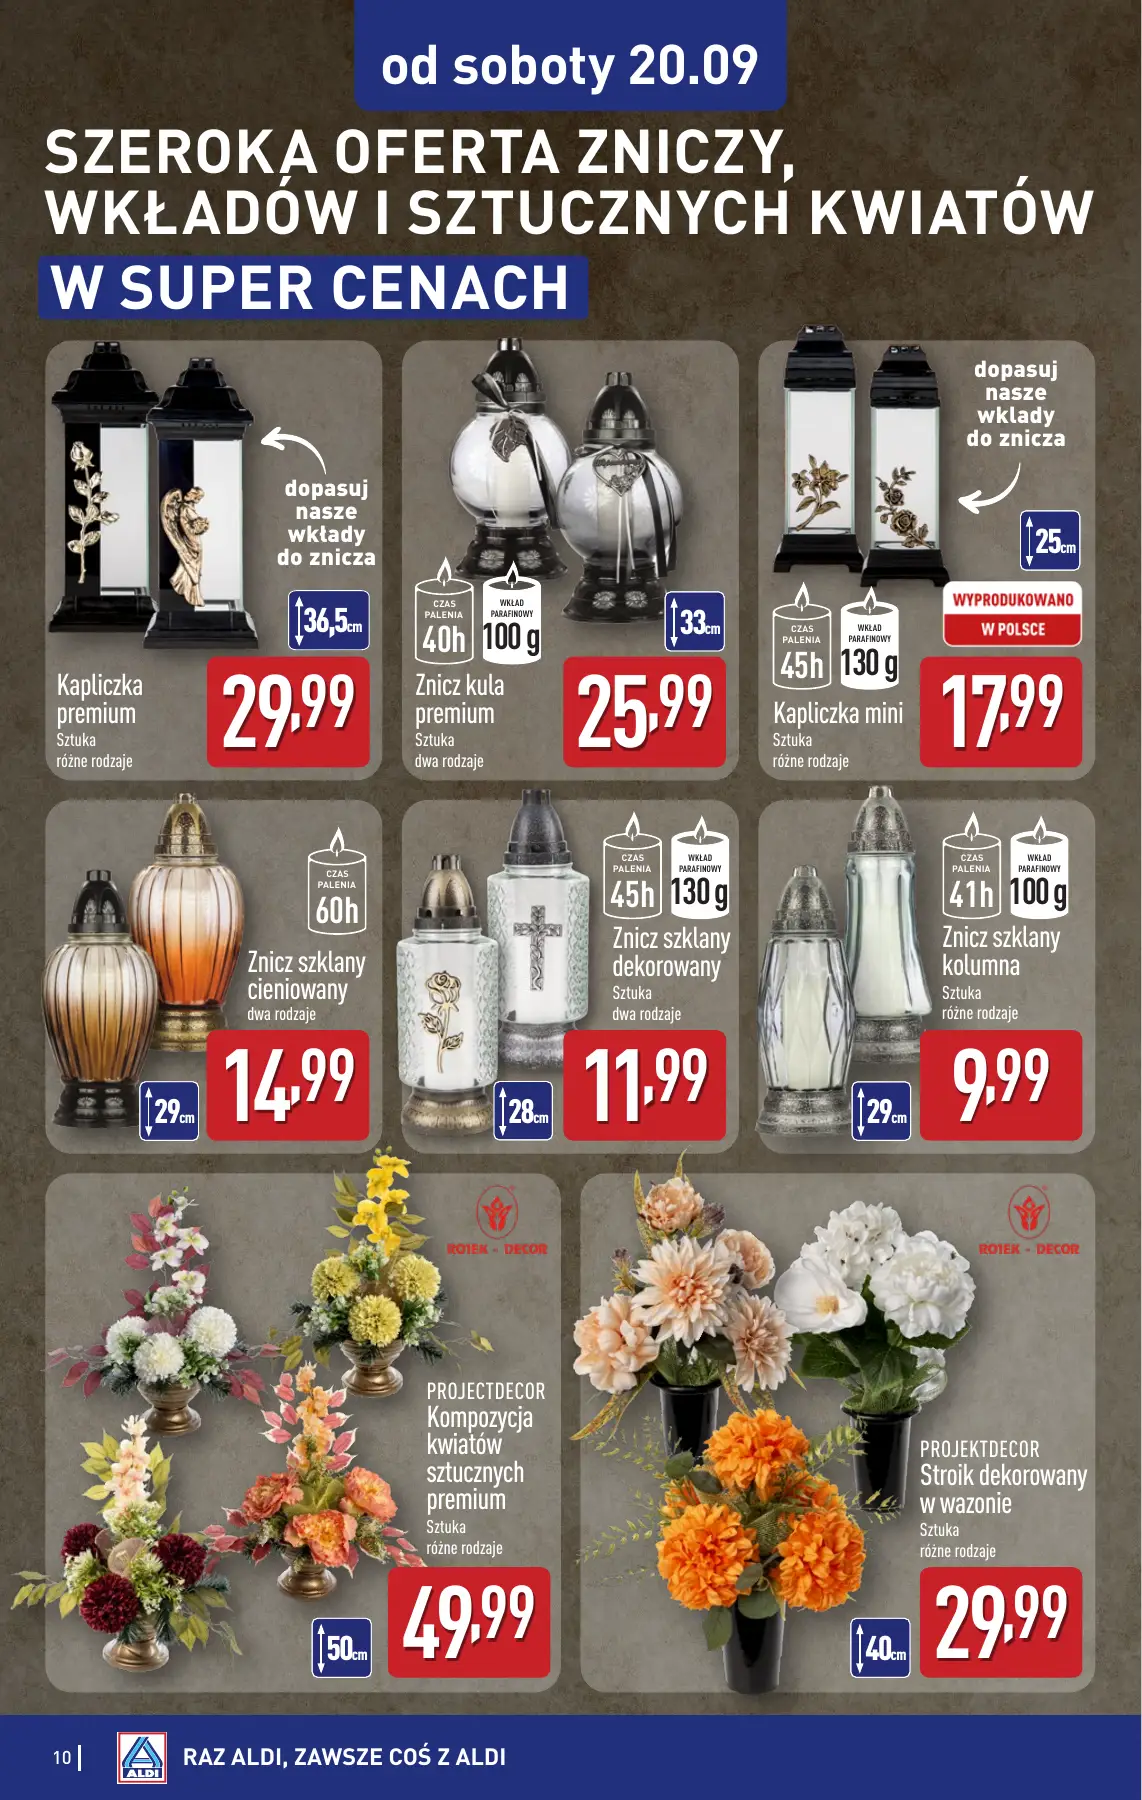 od soboty 20.09
SZEROKA OFERTA ZNICZY,
WKŁADÓW I SZTUCZNYCH KWIATÓW
W SUPER CENACH
dopasuj
nasze
wkłady
do znicza
36,5cm
Kapliczka
premium
Sztuka
różne rodzaje
29,99
CZAS
PALENIA
40h
WKŁAD
PARAFINOWY
100 g
33cm
Znicz kula
premium
Sztuka
dwa rodzaje
25,99
dopasuj
nasze
wklady
do znicza
25cm
CZAS
PALENIA
45h
WKŁAD
PARAFINOWY
130 g
WYPRODUKOWANO
W POLSCE
Kapliczka mini
Sztuka
różne rodzaje
17,99
CZAS
PALENIA
60h
Znicz szklany
cieniowany
dwa rodzaje
29cm
14,99
CZAS
PALENIA
45h
WKŁAD
PARAFINOWY
130 g
Znicz szklany
dekorowany
Sztuka
dwa rodzaje
28cm
11,99
CZAS
PALENIA
41h
WKŁAD
PARAFINOWY
100 g
Znicz szklany
kolumna
Sztuka
różne rodzaje
29cm
9,99
ROTEK - DECOR
PROJECTDECOR
Kompozycja
kwiatów
sztucznych
premium
Sztuka
różne rodzaje
50cm
49,99
ROTEK - DECOR
PROJEKTDECOR
Stroik dekorowany
w wazonie
Sztuka
różne rodzaje
40cm
29,99
10
ALDI
RAZ ALDI, ZAWSZE COŚ Z ALDI